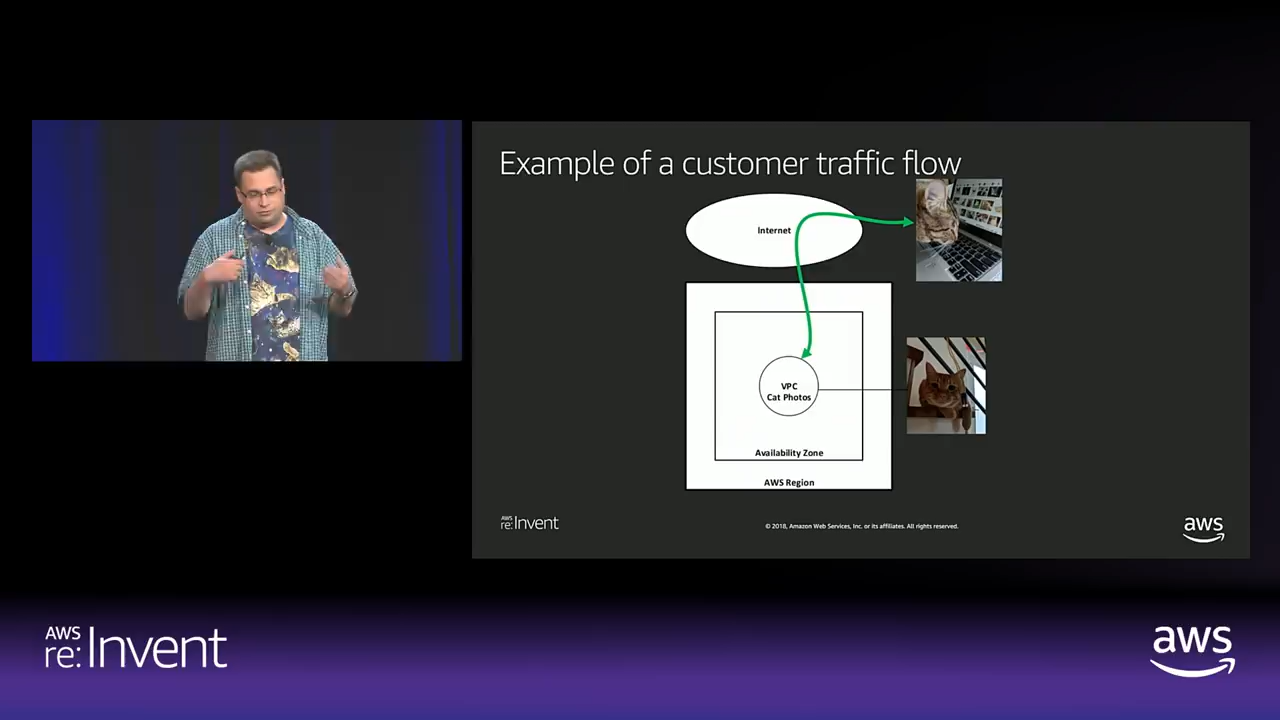 Example of a customer traffic flow
Internet
VPC
Cat Photos
Availability Zone
AWS Region
AWS
re:Invent
© 2018, Amazon Web Services, Inc. or its affiliates. All rights reserved.
aws
AWS
re:Invent
aws